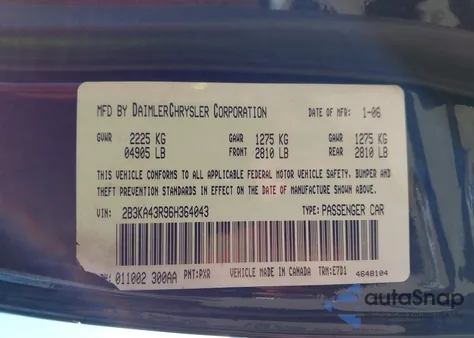 MFD BY DAIMLERCHRYSLER CORPORATION DATE OF MFR: 1-06
GVWR 2225 KG GAWR 1275 KG GAWR 1275 KG
04905 LB FRONT 2810 LB REAR 2810 LB
THIS VEHICLE CONFORMS TO ALL APPLICABLE FEDERAL MOTOR VEHICLE SAFETY, BUMPER AND
THEFT PREVENTION STANDARDS IN EFFECT ON THE DATE OF MANUFACTURE SHOWN ABOVE.
VIN: 2B3KA43R96H364043 TYPE: PASSENGER CAR
011002 300AA PNT: PXR VEHICLE MADE IN CANADA TRM: E7D1
4648104
autaSnap